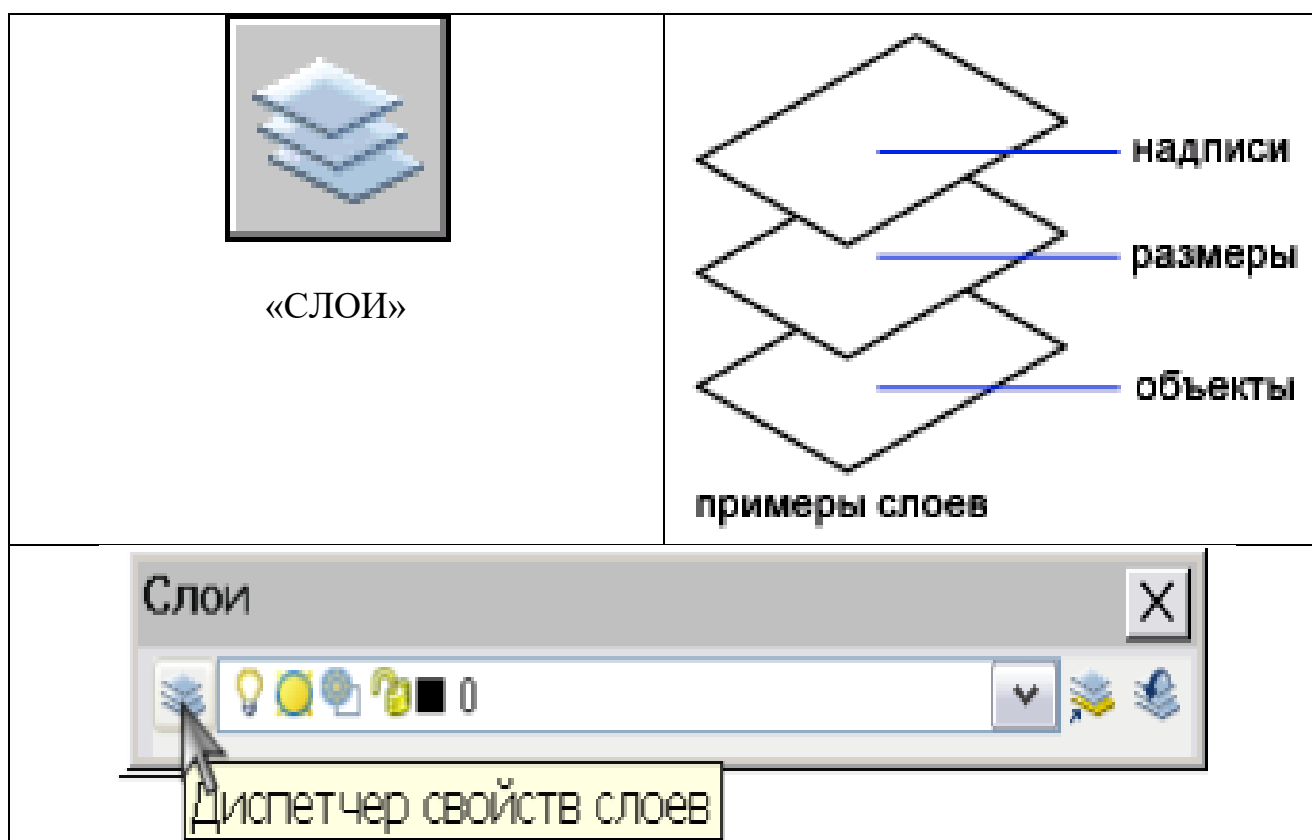 «СЛОИ»
надписи
размеры
объекты
примеры слоев
Слои
0
Диспетчер свойств слоев